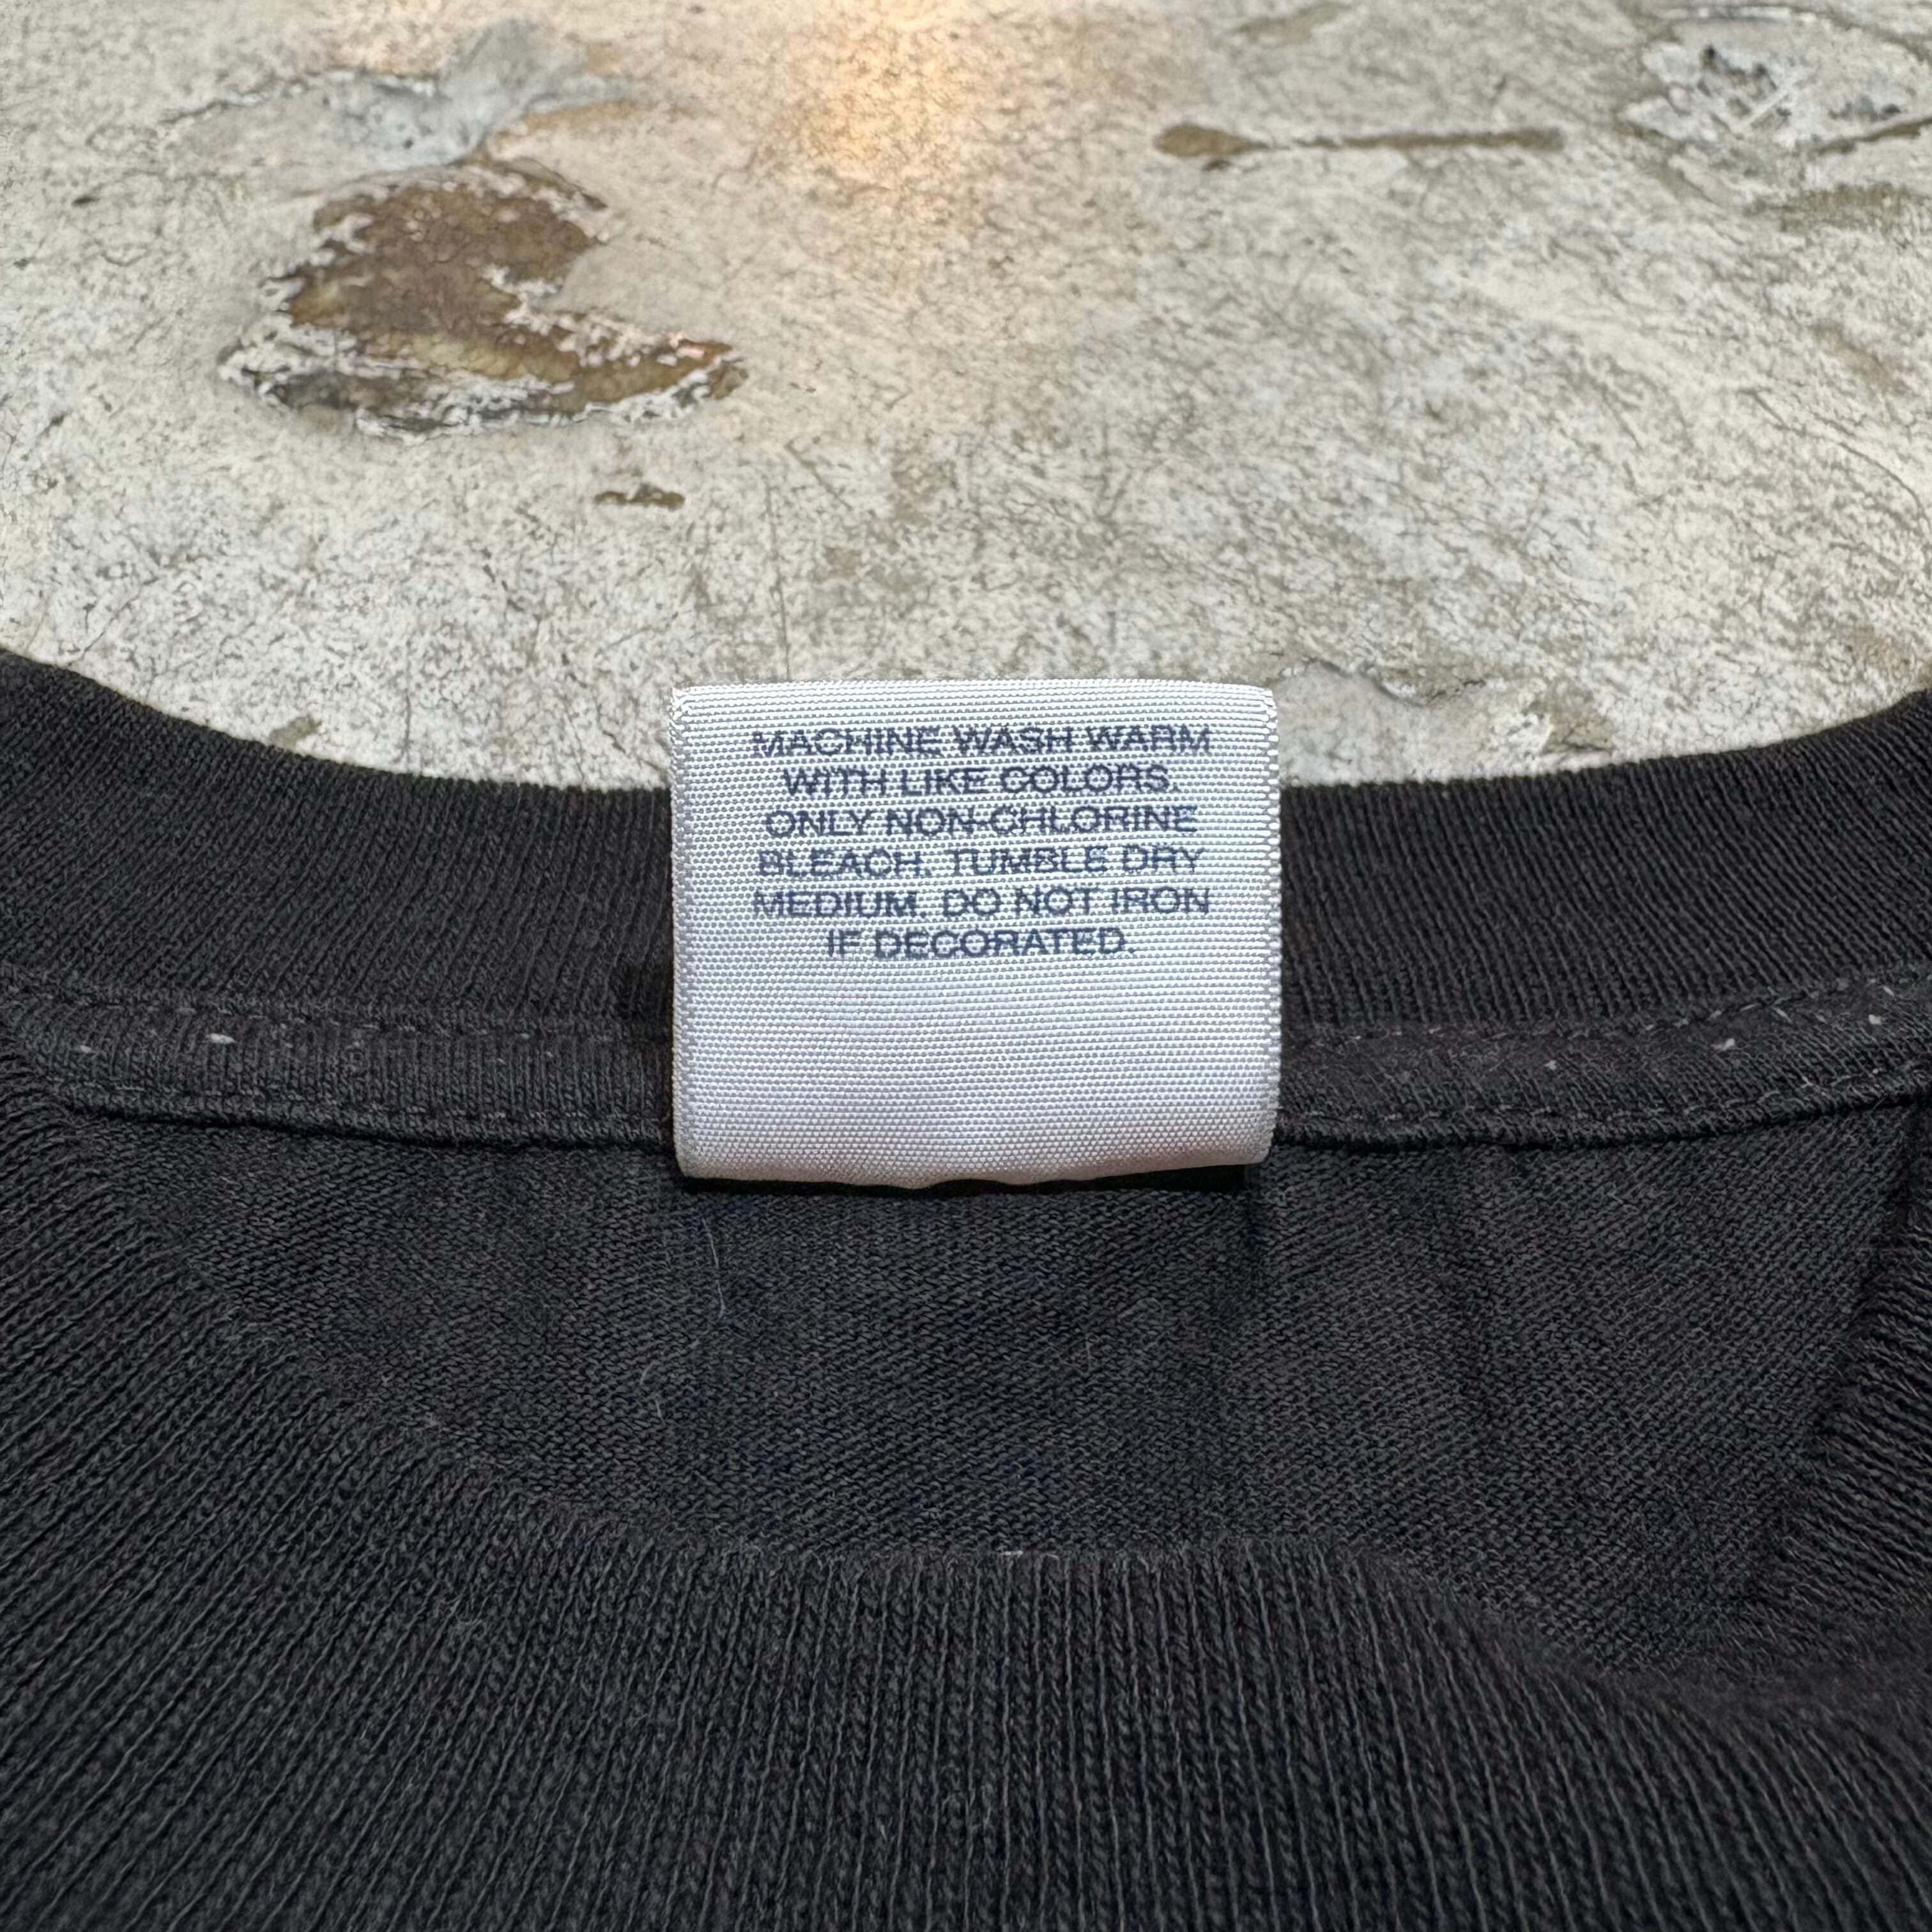 MACHINE WASH WARM
WITH LIKE COLORS.
ONLY NON-CHLORINE
BLEACH. TUMBLE DRY
MEDIUM. DO NOT IRON
IF DECORATED.